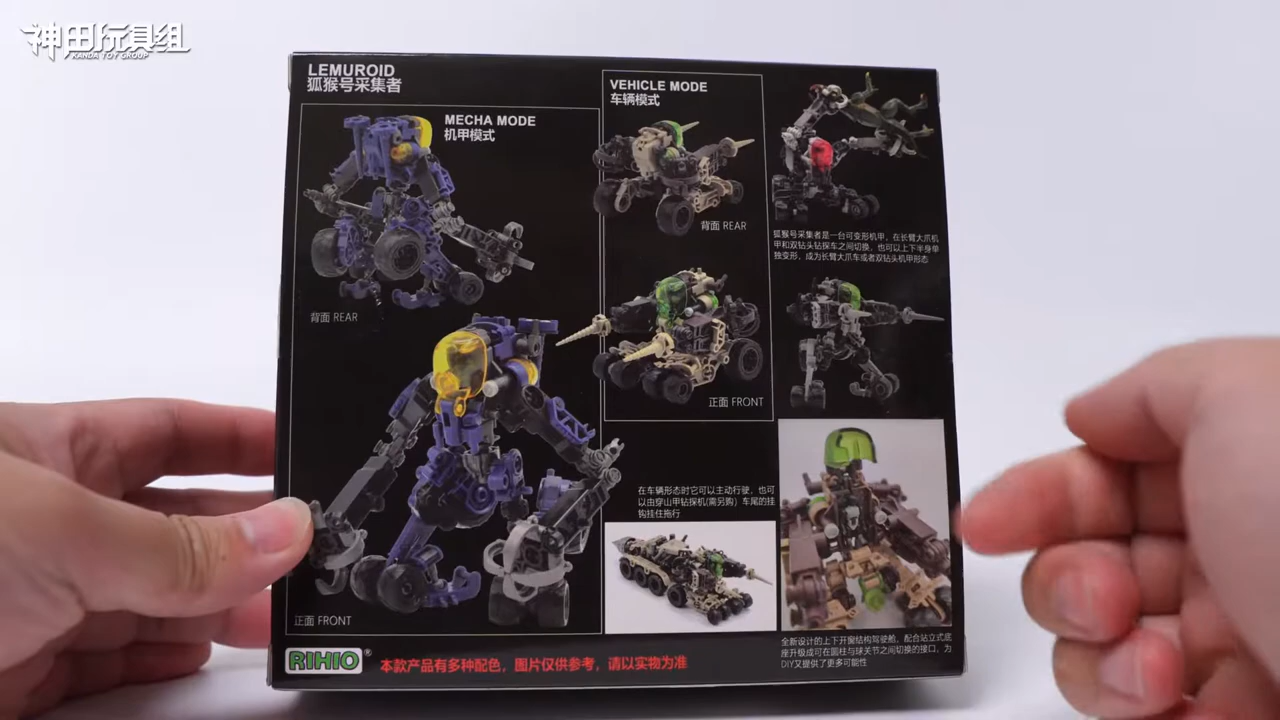 神田玩具组
KANDA TOY GROUP
LEMUROID
狐猴号采集者
MECHA MODE
机甲模式
背面 REAR
正面 FRONT
VEHICLE MODE
车辆模式
背面 REAR
正面 FRONT
在车辆形态时它可以主动行驶，也可
以由穿山甲钻探机(需另购）车尾的挂
钩挂住拖行
狐猴号采集者是一台可变形机甲，在长臂大爪机
甲和双钻头钻探车之间切换，也可以上下半身单
独变形，成为长臂大爪车或者双钻头机甲形态
全新设计的上下开窗结构驾驶舱，配合站立式底
座升级成可在圆柱与球关节之间切换的接口，为
DIY又提供了更多可能性
RIHIO®
本款产品有多种配色，图片仅供参考，请以实物为准